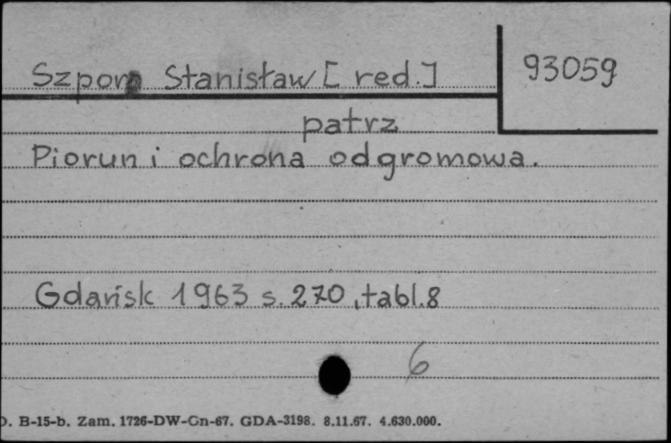 Szpor Stanisław [red.] 93059
patrz
Piorun i ochrona odgromowa.
Gdańsk 1963 s. 270, tabl. 8
6
O. B-15-b. Zam. 1726-DW-Gn-67. GDA-3198. 8.11.67. 4.630.000.